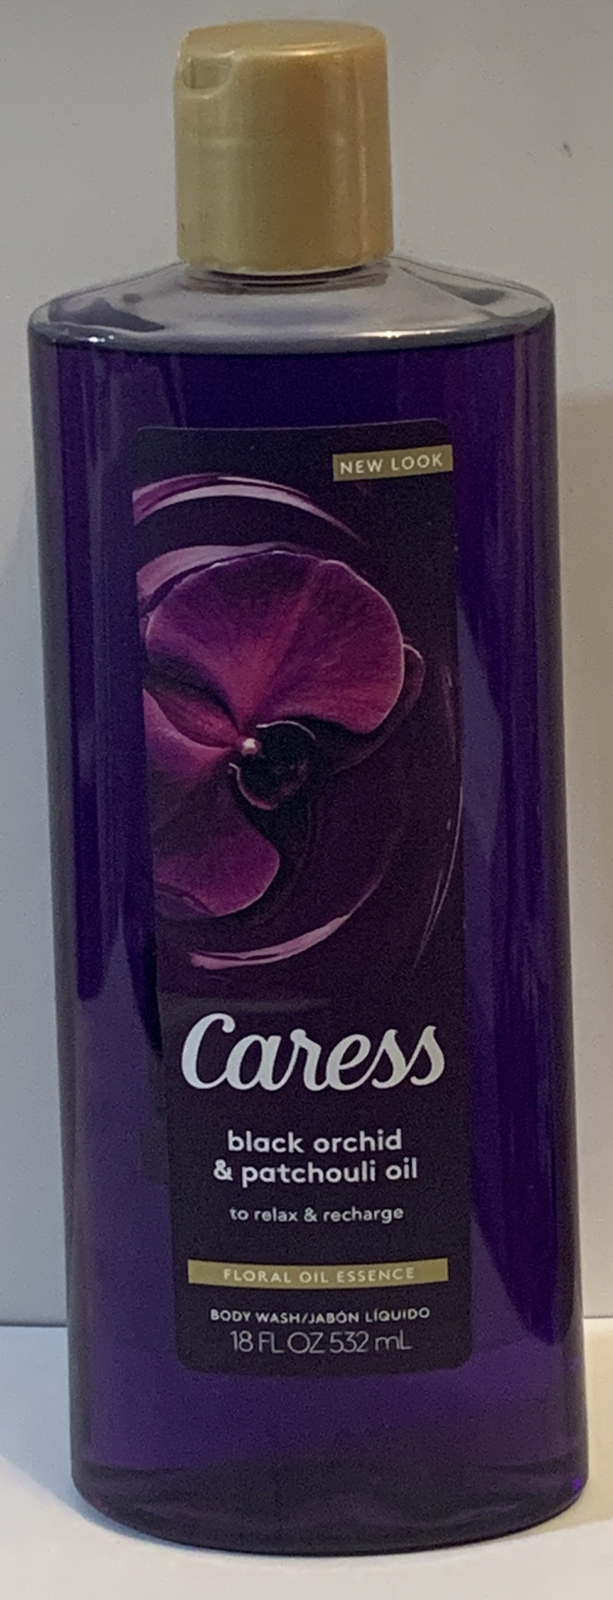 NEW LOOK
Caress
black orchid
& patchouli oil
to relax & recharge
FLORAL OIL ESSENCE
BODY WASH/JABÓN LÍQUIDO
18 FL OZ 532 mL